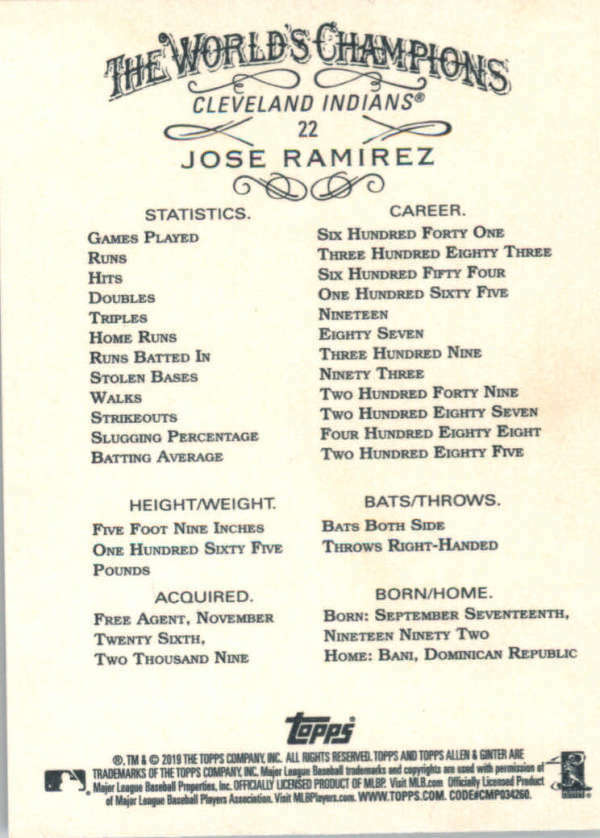 THE WORLD'S CHAMPIONS
CLEVELAND INDIANS®
22
JOSE RAMIREZ
STATISTICS. CAREER.
GAMES PLAYED SIX HUNDRED FORTY ONE
RUNS THREE HUNDRED EIGHTY THREE
HITS SIX HUNDRED FIFTY FOUR
DOUBLES ONE HUNDRED SIXTY FIVE
TRIPLES NINETEEN
HOME RUNS EIGHTY SEVEN
RUNS BATTED IN THREE HUNDRED NINE
STOLEN BASES NINETY THREE
WALKS TWO HUNDRED FORTY NINE
STRIKEOUTS TWO HUNDRED EIGHTY SEVEN
SLUGGING PERCENTAGE FOUR HUNDRED EIGHTY EIGHT
BATTING AVERAGE TWO HUNDRED EIGHTY FIVE
HEIGHT/WEIGHT. BATS/THROWS.
FIVE FOOT NINE INCHES BATS BOTH SIDE
ONE HUNDRED SIXTY FIVE THROWS RIGHT-HANDED
POUNDS
ACQUIRED. BORN/HOME.
FREE AGENT, NOVEMBER BORN: SEPTEMBER SEVENTEENTH,
TWENTY SIXTH, NINETEEN NINETY TWO
TWO THOUSAND NINE HOME: BANI, DOMINICAN REPUBLIC
TOPPS
®, TM & © 2019 THE TOPPS COMPANY, INC. ALL RIGHTS RESERVED. TOPPS AND TOPPS ALLEN & GINTER ARE
TRADEMARKS OF THE TOPPS COMPANY, INC. Major League Baseball trademarks and copyrights are used with permission of
Major League Baseball Properties, Inc. OFFICIALLY LICENSED PRODUCT OF MLBP. Visit MLB.com Officially Licensed Product
of Major League Baseball Players Association. Visit MLBPlayers.com. WWW.TOPPS.COM. CODE#CMP034260.